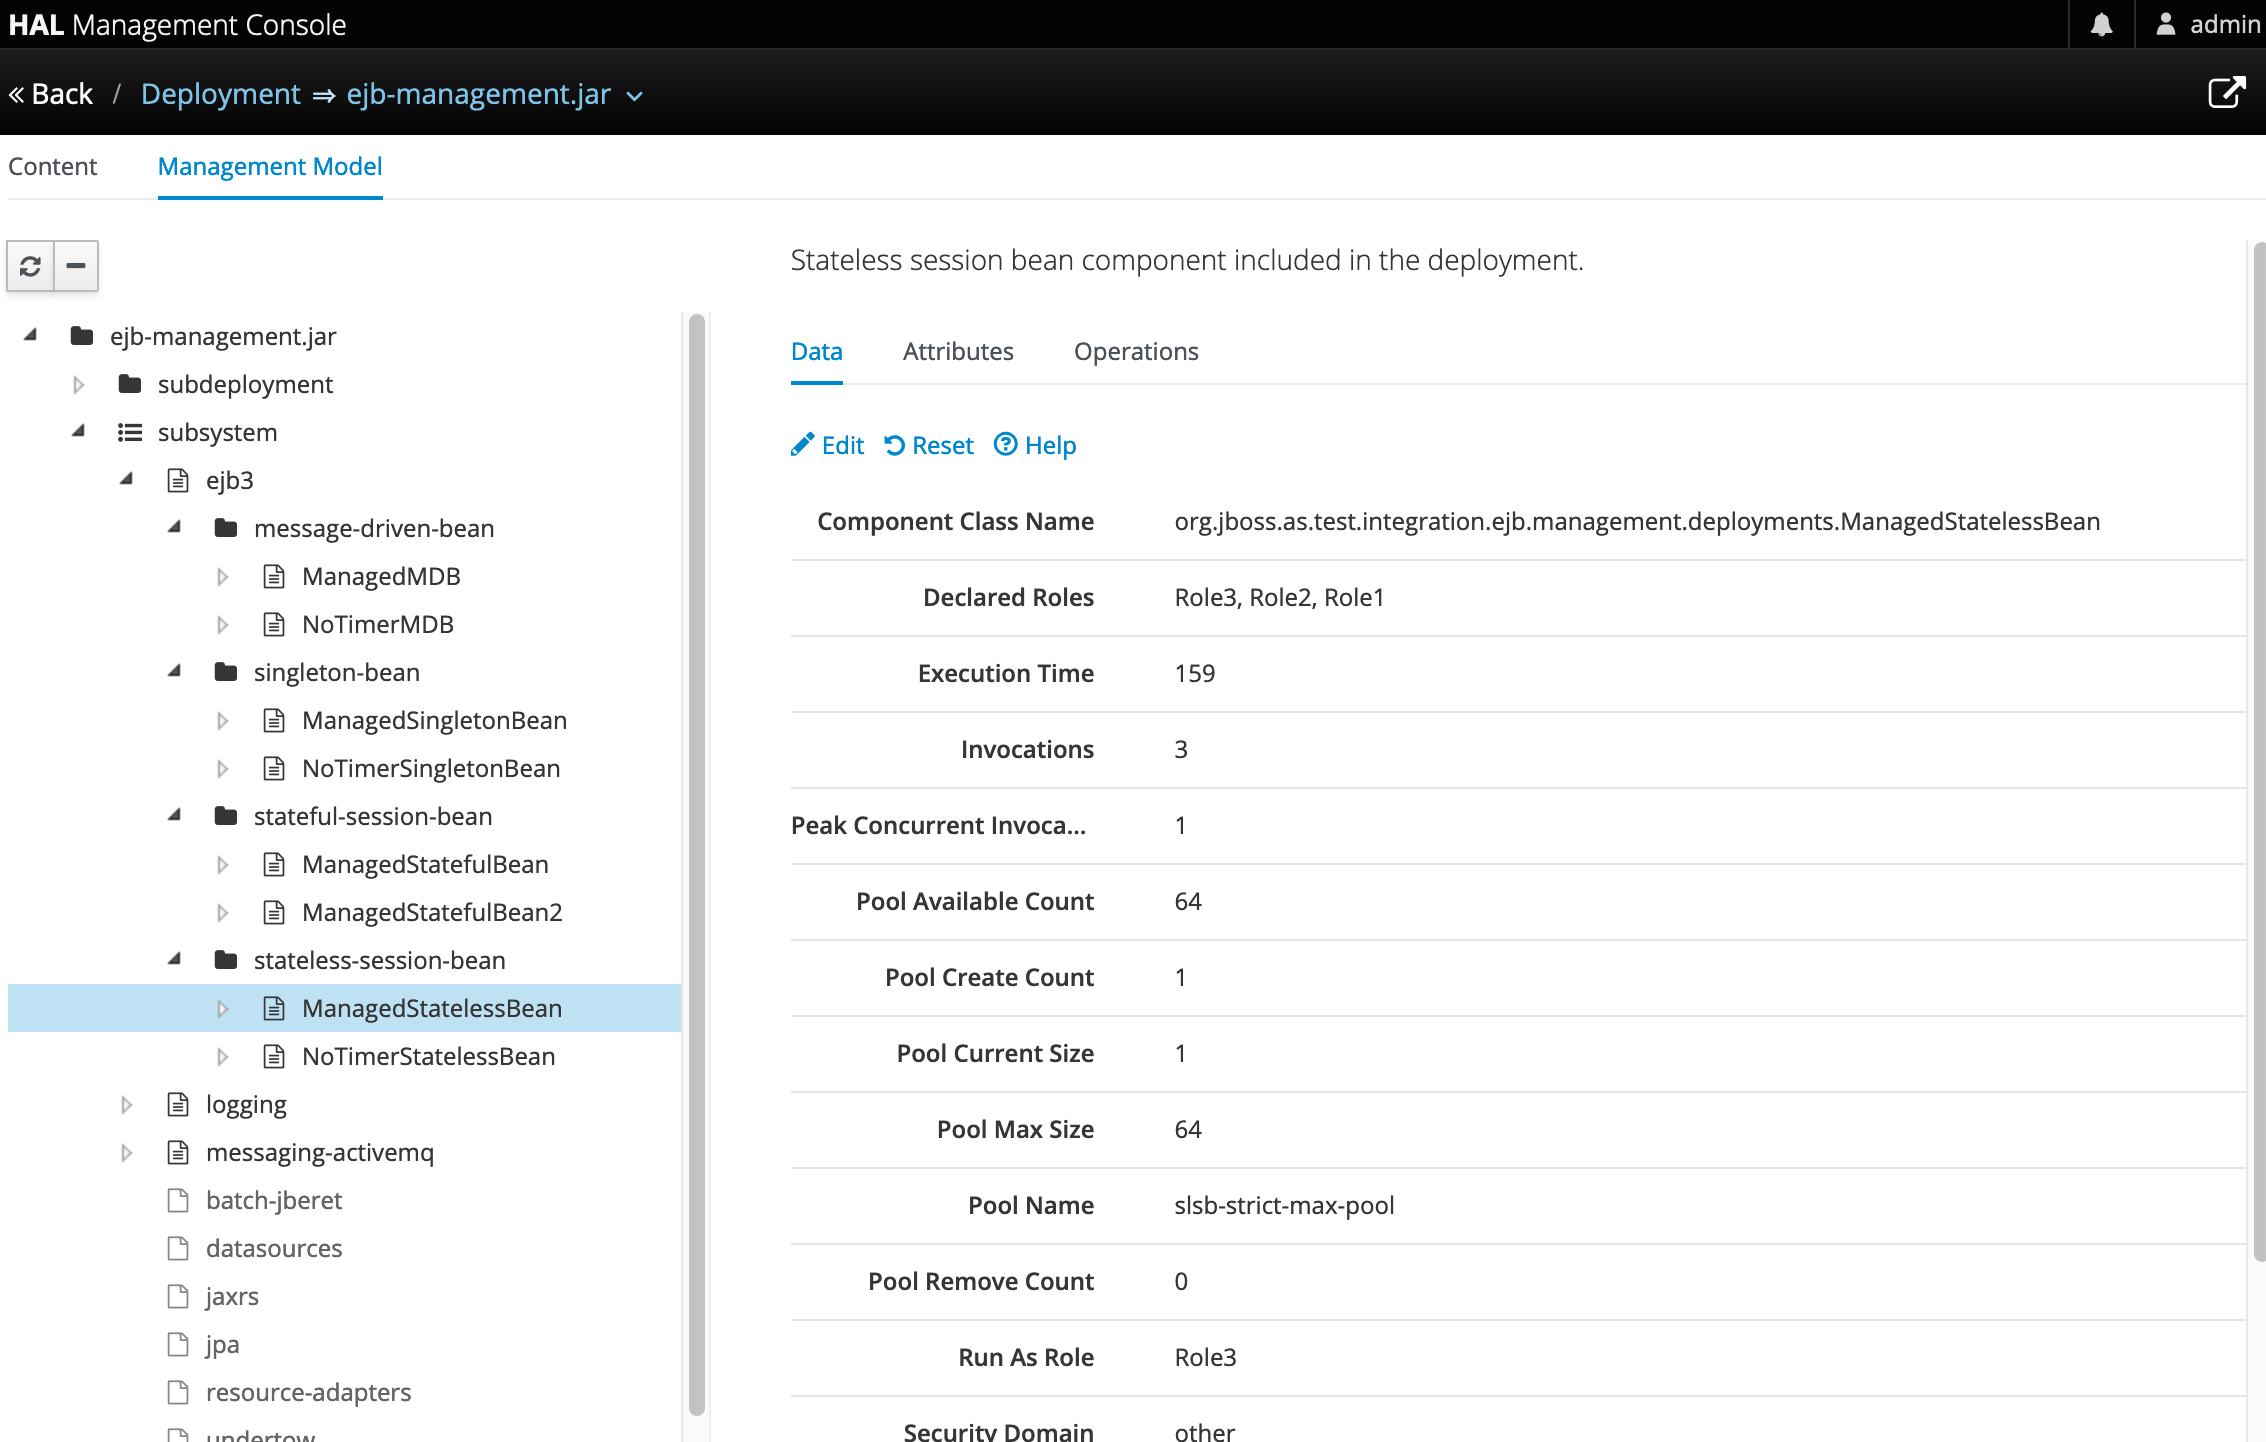 HAL Management Console
admin
« Back / Deployment ⇒ ejb-management.jar
Content
Management Model
Stateless session bean component included in the deployment.
ejb-management.jar
subdeployment
subsystem
ejb3
message-driven-bean
ManagedMDB
NoTimerMDB
singleton-bean
ManagedSingletonBean
NoTimerSingletonBean
stateful-session-bean
ManagedStatefulBean
ManagedStatefulBean2
stateless-session-bean
ManagedStatelessBean
NoTimerStatelessBean
logging
messaging-activemq
batch-jberet
datasources
jaxrs
jpa
resource-adapters
undertow
Data Attributes Operations
Edit Reset Help
Component Class Name org.jboss.as.test.integration.ejb.management.deployments.ManagedStatelessBean
Declared Roles Role3, Role2, Role1
Execution Time 159
Invocations 3
Peak Concurrent Invoca... 1
Pool Available Count 64
Pool Create Count 1
Pool Current Size 1
Pool Max Size 64
Pool Name slsb-strict-max-pool
Pool Remove Count 0
Run As Role Role3
Security Domain other